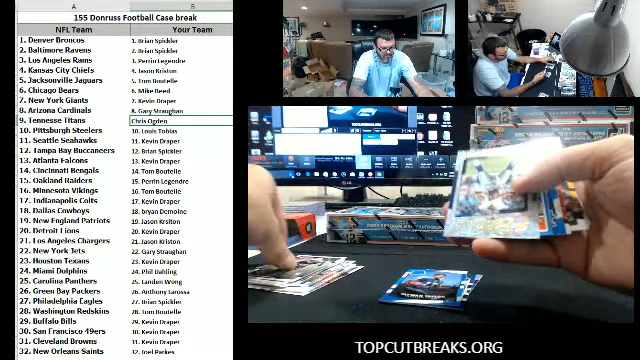 A B
155 Donruss Football Case break
NFL Team Your Team
1. Denver Broncos 1. Brian Spickler
2. Baltimore Ravens 2. Brian Spickler
3. Los Angeles Rams 3. Perrin Legendre
4. Kansas City Chiefs 4. Jason Kriston
5. Jacksonville Jaguars 5. Tom Boutelle
6. Chicago Bears 6. Mike Reed
7. New York Giants 7. Kevin Draper
8. Arizona Cardinals 8. Gary Straughan
9. Tennesse Titans Chris Ogden
10. Pittsburgh Steelers 10. Louis Tobias
11. Seattle Seahawks 11. Kevin Draper
12. Tampa Bay Buccaneers 12. Brian Spickler
13. Atlanta Falcons 13. Kevin Draper
14. Cincinnati Bengals 14. Tom Boutelle
15. Oakland Raiders 15. Perrin Legendre
16. Minnesota Vikings 16. Tom Boutelle
17. Indianapolis Colts 17. Kevin Draper
18. Dallas Cowboys 18. bryan Demoine
19. New England Patriots 19. Jason Kriston
20. Detroit Lions 20. Kevin Draper
21. Los Angeles Chargers 21. Jason Kriston
22. New York Jets 22. Gary Straughan
23. Houston Texans 23. Kevin Draper
24. Miami Dolphins 24. Phil Dahling
25. Carolina Panthers 25. Landen Wong
26. Green Bay Packers 26. Anthony Larossa
27. Philadelphia Eagles 27. Brian Spickler
28. Washington Redskins 28. Tom Boutelle
29. Buffalo Bills 29. Kevin Draper
30. San Francisco 49ers 30. Kevin Draper
31. Cleveland Browns 31. Kevin Draper
32. New Orleans Saints 32. Joel Parkes
TOPCUTBREAKS.ORG